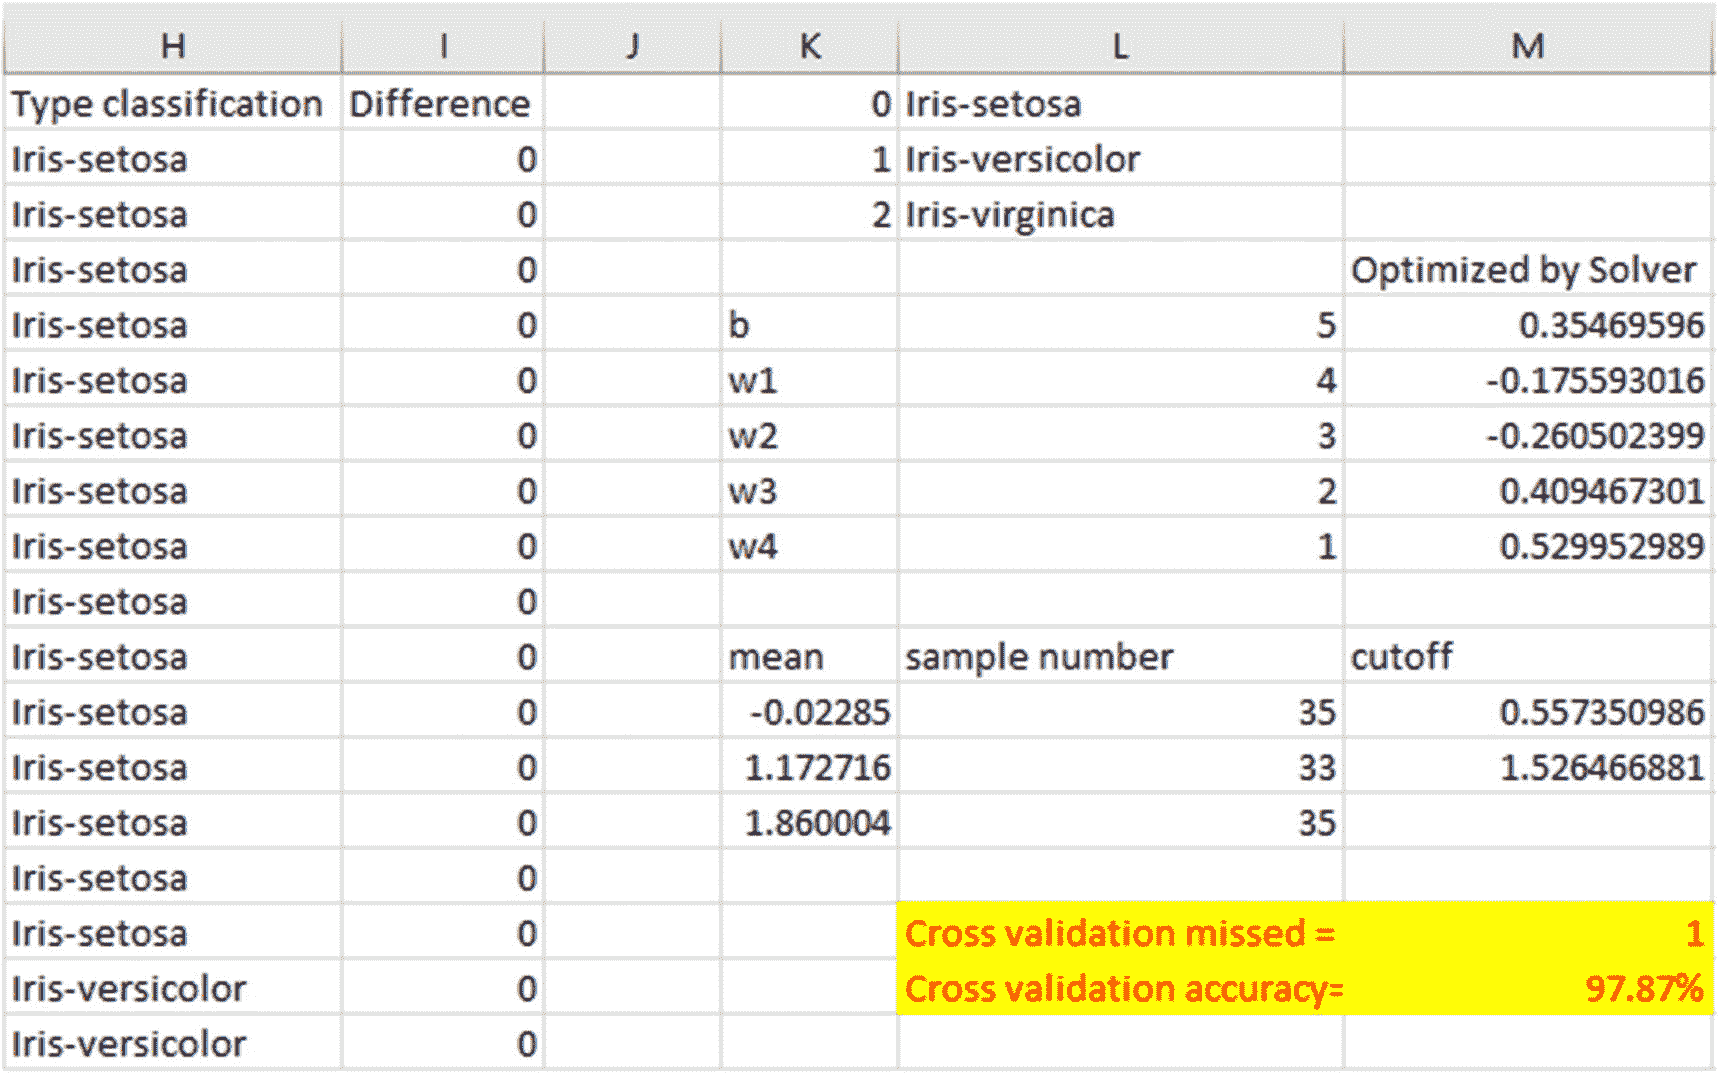 H I J K L M
Type classification Difference 0 Iris-setosa
Iris-setosa 0 1 Iris-versicolor
Iris-setosa 0 2 Iris-virginica
Iris-setosa 0 Optimized by Solver
Iris-setosa 0 b 5 0.35469596
Iris-setosa 0 w1 4 -0.175593016
Iris-setosa 0 w2 3 -0.260502399
Iris-setosa 0 w3 2 0.409467301
Iris-setosa 0 w4 1 0.529952989
Iris-setosa 0
Iris-setosa 0 mean sample number cutoff
Iris-setosa 0 -0.02285 35 0.557350986
Iris-setosa 0 1.172716 33 1.526466881
Iris-setosa 0 1.860004 35
Iris-setosa 0
Iris-setosa 0 Cross validation missed = 1
Iris-versicolor 0 Cross validation accuracy= 97.87%
Iris-versicolor 0